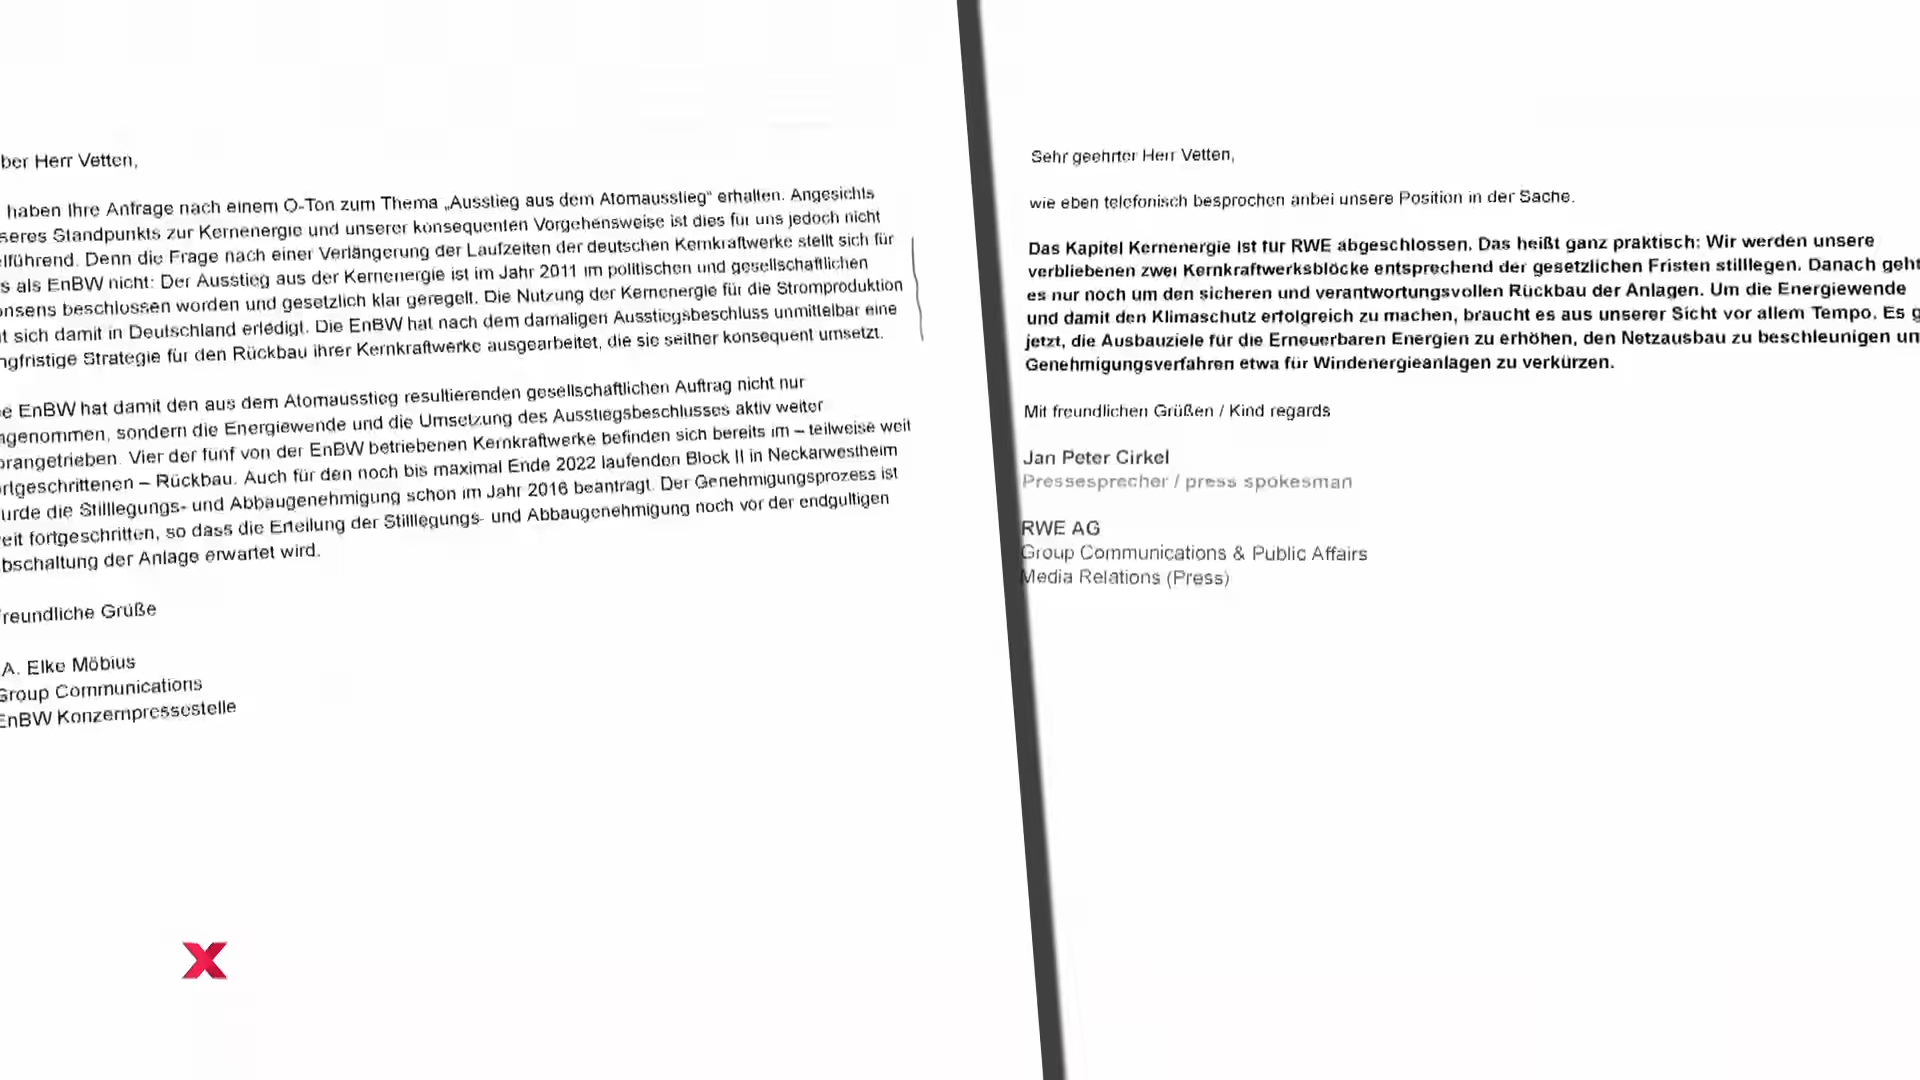 ber Herr Vetten,
haben Ihre Anfrage nach einem O-Ton zum Thema „Ausstieg aus dem Atomausstieg“ erhalten. Angesichts
seres Standpunkts zur Kernenergie und unserer konsequenten Vorgehensweise ist dies für uns jedoch nicht
lführend. Denn die Frage nach einer Verlängerung der Laufzeiten der deutschen Kernkraftwerke stellt sich für
s als EnBW nicht: Der Ausstieg aus der Kernenergie ist im Jahr 2011 im politischen und gesellschaftlichen
nsens beschlossen worden und gesetzlich klar geregelt. Die Nutzung der Kernenergie für die Stromproduktion
t sich damit in Deutschland erledigt. Die EnBW hat nach dem damaligen Ausstiegsbeschluss unmittelbar eine
ngfristige Strategie für den Rückbau ihrer Kernkraftwerke ausgearbeitet, die sie seither konsequent umsetzt.
e EnBW hat damit den aus dem Atomausstieg resultierenden gesellschaftlichen Auftrag nicht nur
ngenommen, sondern die Energiewende und die Umsetzung des Ausstiegsbeschlusses aktiv weiter
orangetrieben. Vier der fünf von der EnBW betriebenen Kernkraftwerke befinden sich bereits im – teilweise weit
rtgeschrittenen – Rückbau. Auch für den noch bis maximal Ende 2022 laufenden Block II in Neckarwestheim
urde die Stilllegungs- und Abbaugenehmigung schon im Jahr 2016 beantragt. Der Genehmigungsprozess ist
eit fortgeschritten, so dass die Erteilung der Stilllegungs- und Abbaugenehmigung noch vor der endgültigen
bschaltung der Anlage erwartet wird.
reundliche Grüße
A. Elke Möbius
Group Communications
EnBW Konzernpressestelle
X
Sehr geehrter Herr Vetten,
wie eben telefonisch besprochen anbei unsere Position in der Sache.
Das Kapitel Kernenergie ist für RWE abgeschlossen. Das heißt ganz praktisch: Wir werden unsere
verbliebenen zwei Kernkraftwerksblöcke entsprechend der gesetzlichen Fristen stilllegen. Danach geht
es nur noch um den sicheren und verantwortungsvollen Rückbau der Anlagen. Um die Energiewende
und damit den Klimaschutz erfolgreich zu machen, braucht es aus unserer Sicht vor allem Tempo. Es g
jetzt, die Ausbauziele für die Erneuerbaren Energien zu erhöhen, den Netzausbau zu beschleunigen un
Genehmigungsverfahren etwa für Windenergieanlagen zu verkürzen.
Mit freundlichen Grüßen / Kind regards
Jan Peter Cirkel
Pressesprecher / press spokesman
RWE AG
Group Communications & Public Affairs
Media Relations (Press)